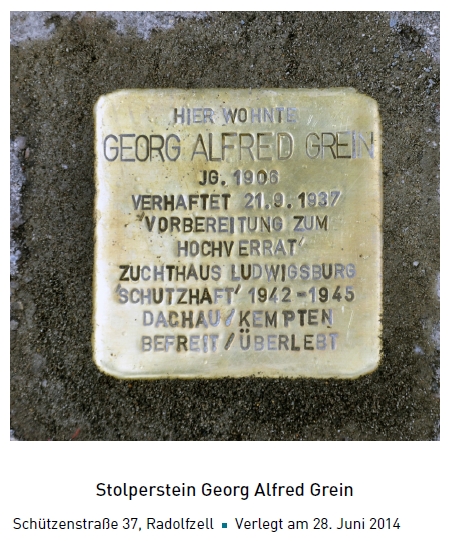 HIER WOHNTE
GEORG ALFRED GREIN
JG. 1906
VERHAFTET 21.9.1937
'VORBEREITUNG ZUM
HOCHVERRAT'
ZUCHTHAUS LUDWIGSBURG
'SCHUTZHAFT' 1942-1945
DACHAU/KEMPTEN
BEFREIT/ÜBERLEBT
Stolperstein Georg Alfred Grein
Schützenstraße 37, Radolfzell ▪ Verlegt am 28. Juni 2014